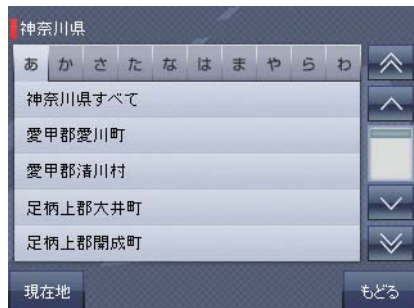 神奈川県
あ か さ た な は ま や ら わ
神奈川県すべて
愛甲郡愛川町
愛甲郡清川村
足柄上郡大井町
足柄上郡開成町
現在地 もどる